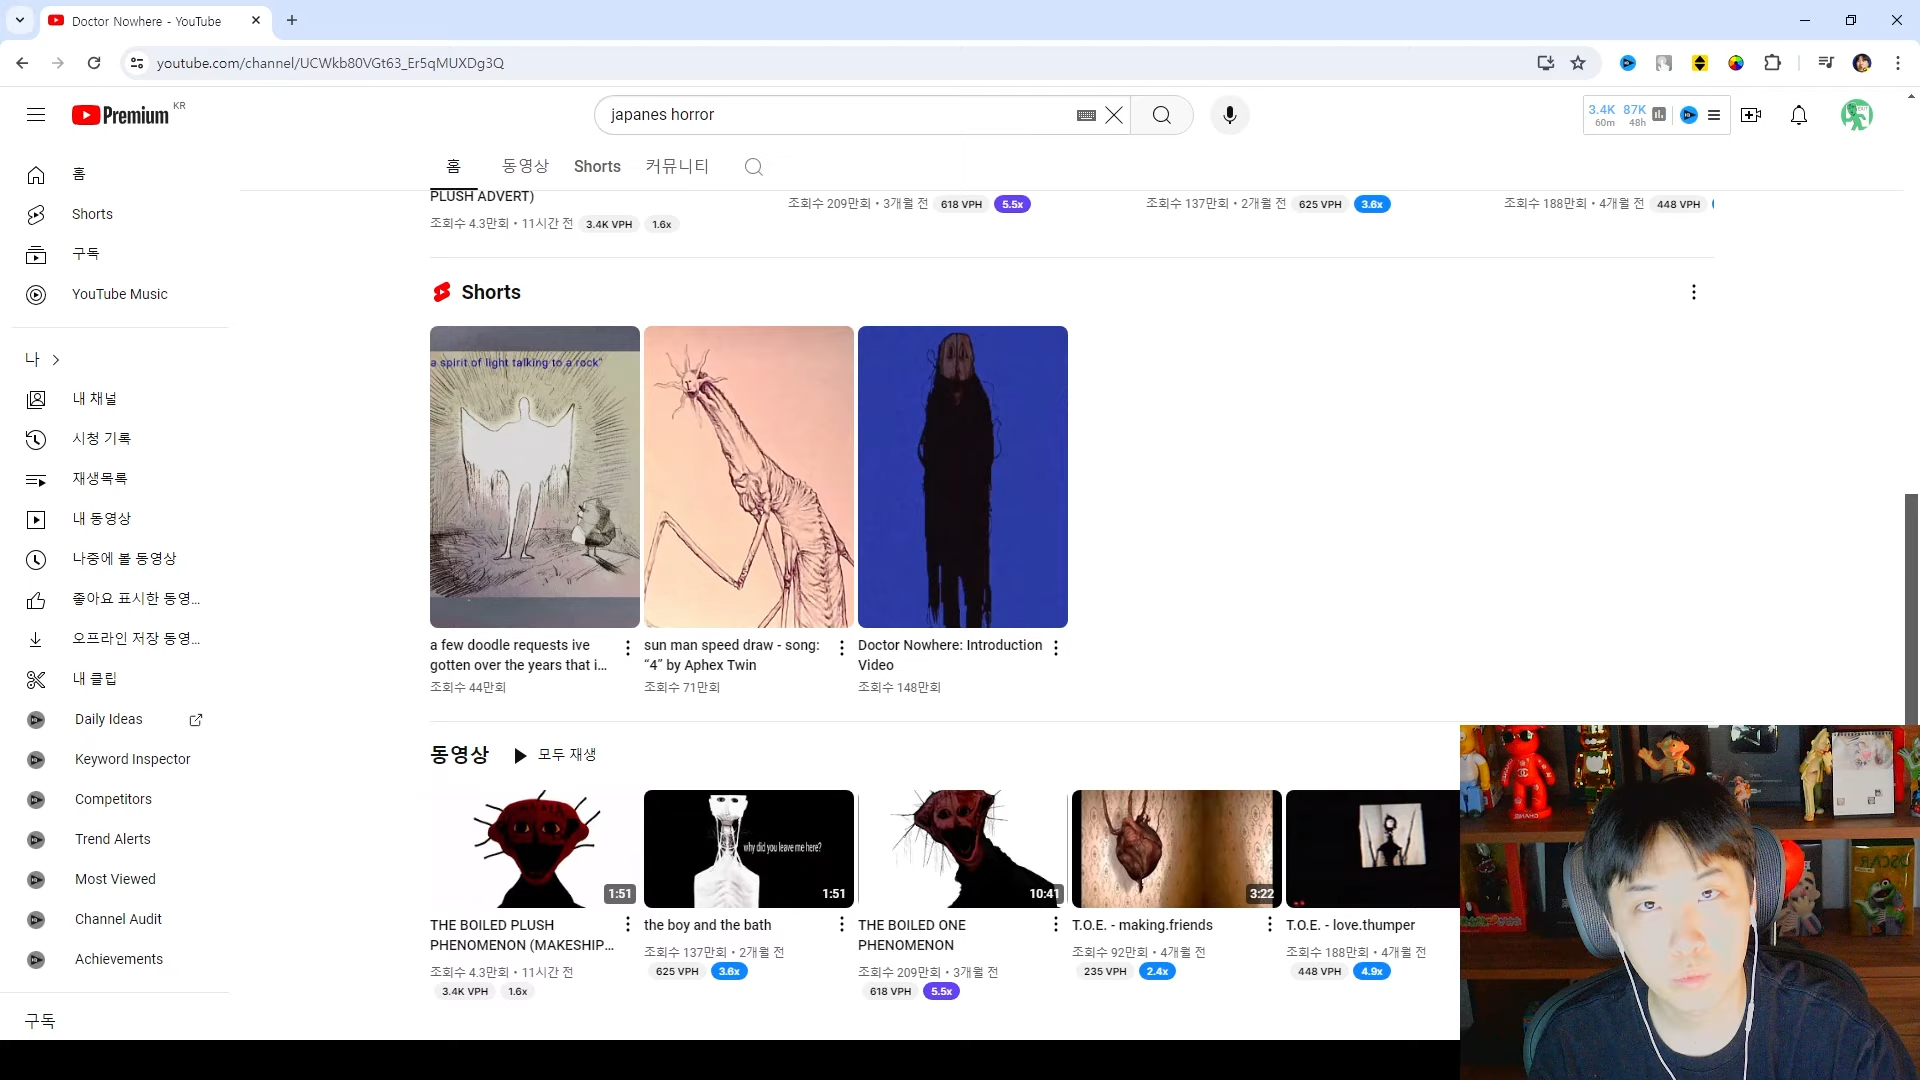 Doctor Nowhere - YouTube
youtube.com/channel/UCWkb80VGt63_Er5qMUXDg3Q
Premium KR
japanes horror
3.4K 87K
60m 48h
홈 동영상 Shorts 커뮤니티
홈
Shorts
구독
YouTube Music
나
내 채널
시청 기록
재생목록
내 동영상
나중에 볼 동영상
좋아요 표시한 동영...
오프라인 저장 동영...
내 클립
Daily Ideas
Keyword Inspector
Competitors
Trend Alerts
Most Viewed
Channel Audit
Achievements
구독
PLUSH ADVERT)
조회수 4.3만회 • 11시간 전 3.4K VPH 1.6x
조회수 209만회 • 3개월 전 618 VPH 5.5x
조회수 137만회 • 2개월 전 625 VPH 3.6x
조회수 188만회 • 4개월 전 448 VPH
Shorts
a spirit of light talking to a rock"
a few doodle requests ive
gotten over the years that i...
조회수 44만회
sun man speed draw - song:
“4” by Aphex Twin
조회수 71만회
Doctor Nowhere: Introduction
Video
조회수 148만회
동영상 모두 재생
1:51
THE BOILED PLUSH
PHENOMENON (MAKESHIP...
조회수 4.3만회 • 11시간 전
3.4K VPH 1.6x
why did you leave me here?
1:51
the boy and the bath
조회수 137만회 • 2개월 전
625 VPH 3.6x
10:41
THE BOILED ONE
PHENOMENON
조회수 209만회 • 3개월 전
618 VPH 5.5x
3:22
T.O.E. - making.friends
조회수 92만회 • 4개월 전
235 VPH 2.4x
T.O.E. - love.thumper
조회수 188만회 • 4개월 전
448 VPH 4.9x
CHANEL
OSCAR